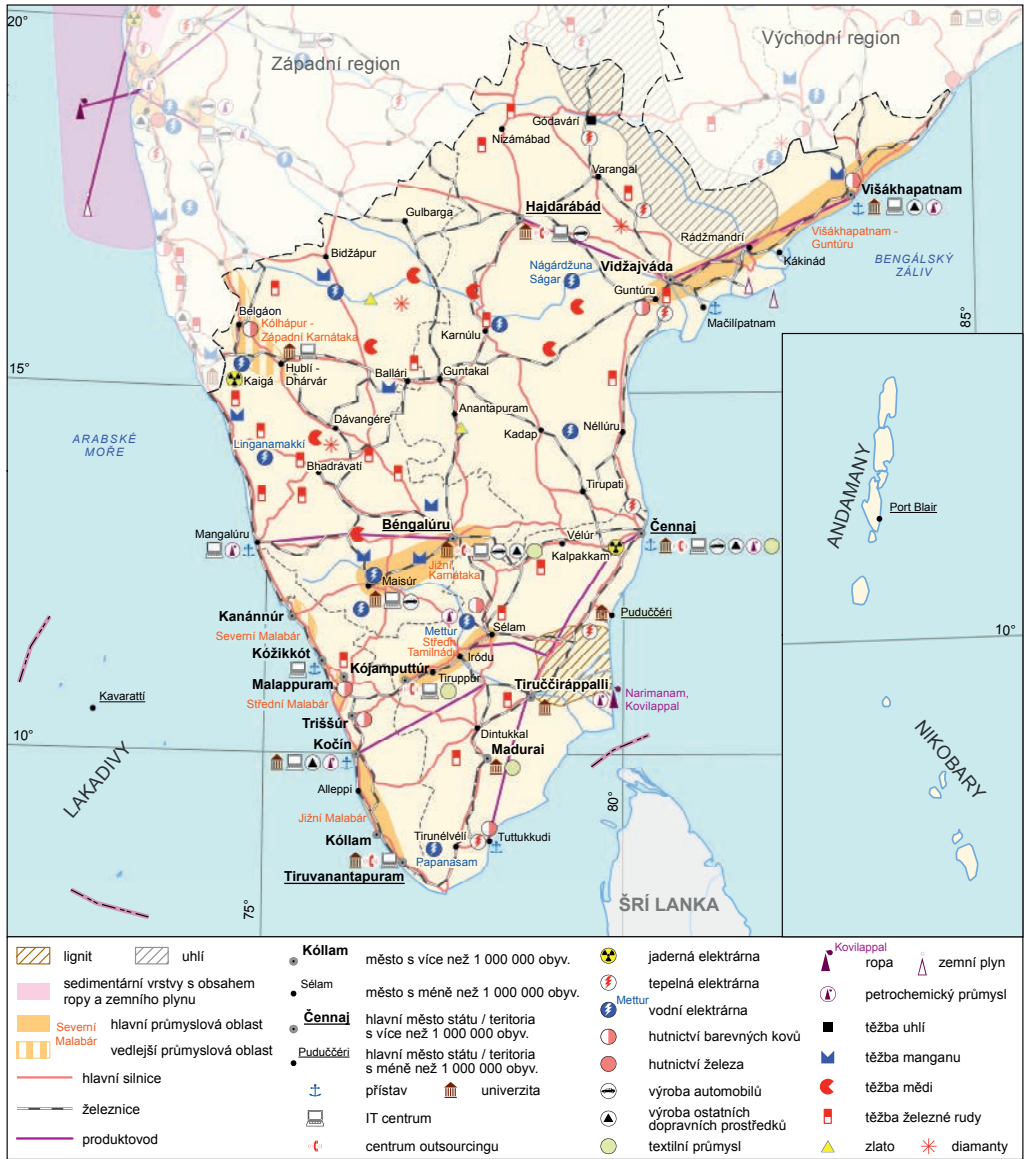 20°
Západní region
Východní region
Gódavárí
Nizámábad
Varangal
Višákhapatnam
Hajdarábád
Gulbarga
Višákhapatnam -
Guntúru
Rádžmandrí
Kákinád
BENGÁLSKÝ
ZÁLIV
Bidžápur
Nágárdžuna
Ságar
Vidžajváda
Guntúru
Mačilípatnam
85°
Bélgáon
Kólhápur -
Západní Karnátaka
Karnúlu
Hublí -
Dhárvár
15°
Kaigá
Ballári
Guntakal
Anantapuram
Dávangére
Kadap
Néllúru
ARABSKÉ
MOŘE
Linganamakkí
Bhadrávatí
Tirupati
ANDAMANY
Port Blair
Mangalúru
Béngalúru
Čennaj
Vélúr
Kalpakkam
Jižní
Karnátaka
Maisúr
Kanánnúr
Severní Malabár
Puduččéri
Mettur
Střední
Tamilnádu
Sélam
10°
Kóžikkót
Iródu
Kójamputtúr
Tiruppúr
Malappuram
Střední Malabár
Tiruččiráppalli
Narimanam,
Kovilappal
Kavarattí
Triššúr
Dintukkal
10°
Kočín
Madurai
LAKADIVY
NIKOBARY
Alleppi
80°
Jižní Malabár
Kóllam
Tirunélvélí
Tuttukkudi
Papanásam
Tiruvanantapuram
75°
ŠRÍ LANKA
lignit
uhlí
sedimentární vrstvy s obsahem
ropy a zemního plynu
Severní
Malabár
hlavní průmyslová oblast
vedlejší průmyslová oblast
hlavní silnice
železnice
produktovod
Kóllam
město s více než 1 000 000 obyv.
Sélam
město s méně než 1 000 000 obyv.
Čennaj
hlavní město státu / teritoria
s více než 1 000 000 obyv.
Puduččéri
hlavní město státu / teritoria
s méně než 1 000 000 obyv.
přístav
univerzita
IT centrum
centrum outsourcingu
jaderná elektrárna
tepelná elektrárna
Mettur
vodní elektrárna
hutnictví barevných kovů
hutnictví železa
výroba automobilů
výroba ostatních
dopravních prostředků
textilní průmysl
Kovilappal
ropa
zemní plyn
petrochemický průmysl
těžba uhlí
těžba manganu
těžba mědi
těžba železné rudy
zlato
diamanty